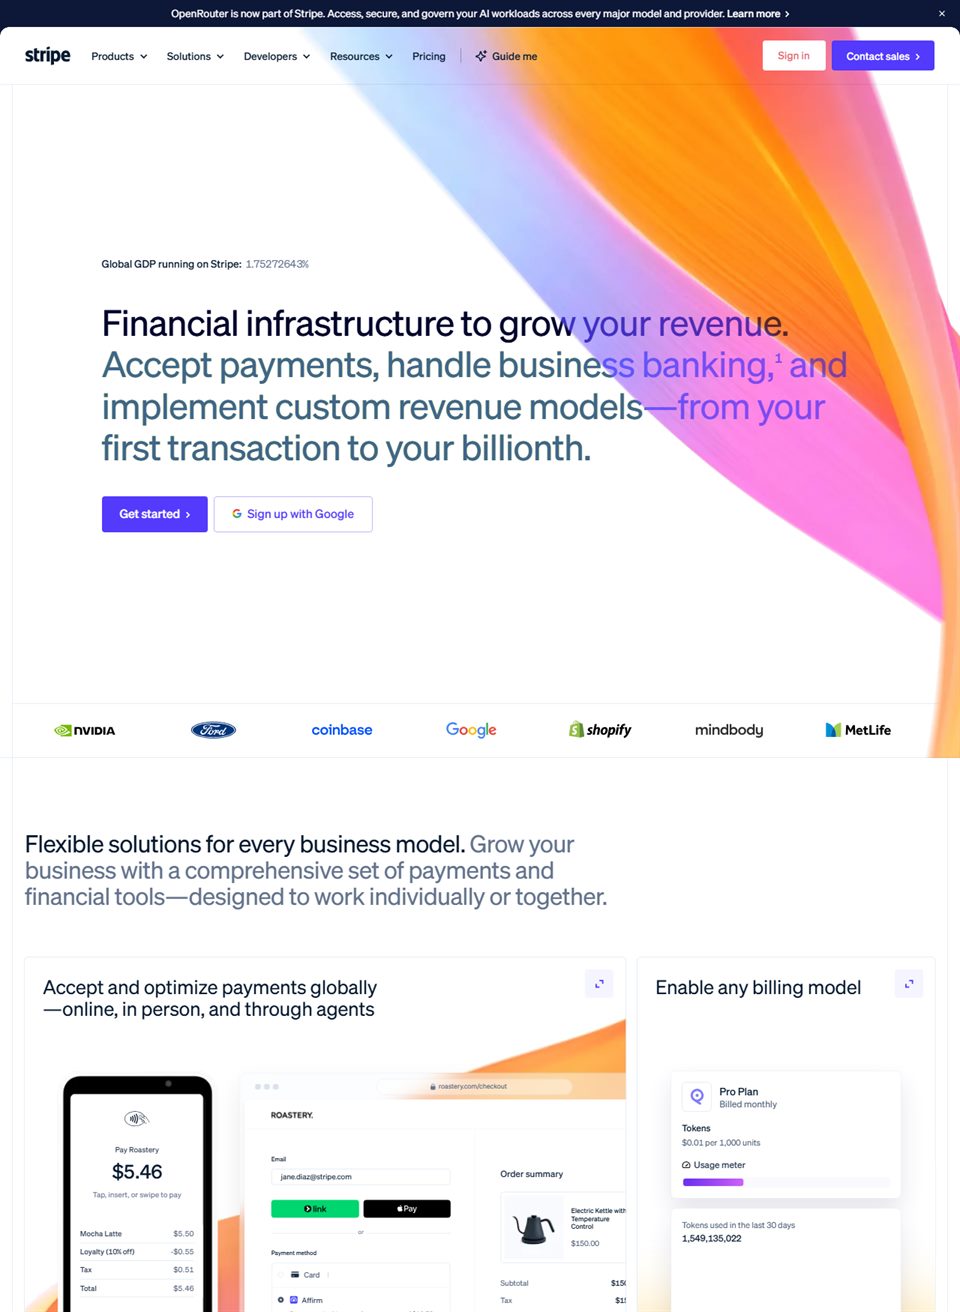 OpenRouter is now part of Stripe. Access, secure, and govern your AI workloads across every major model and provider. Learn more
stripe
Products
Solutions
Developers
Resources
Pricing
Guide me
Sign in
Contact sales
Global GDP running on Stripe: 1.75272643%
Financial infrastructure to grow your revenue.
Accept payments, handle business banking,¹ and
implement custom revenue models—from your
first transaction to your billionth.
Get started
Sign up with Google
NVIDIA
Ford
coinbase
Google
shopify
mindbody
MetLife
Flexible solutions for every business model. Grow your
business with a comprehensive set of payments and
financial tools—designed to work individually or together.
Accept and optimize payments globally
—online, in person, and through agents
Pay Roastery
$5.46
Tap, insert, or swipe to pay
Mocha Latte $5.50
Loyalty (10% off) -$0.55
Tax $0.51
Total $5.46
roastery.com/checkout
ROASTERY.
Email
jane.diaz@stripe.com
link
Pay
or
Payment method
Card
Affirm
Order summary
Electric Kettle with
Temperature
Control
$150.00
Subtotal
Tax
Enable any billing model
Pro Plan
Billed monthly
Tokens
$0.01 per 1,000 units
Usage meter
Tokens used in the last 30 days
1,549,135,022